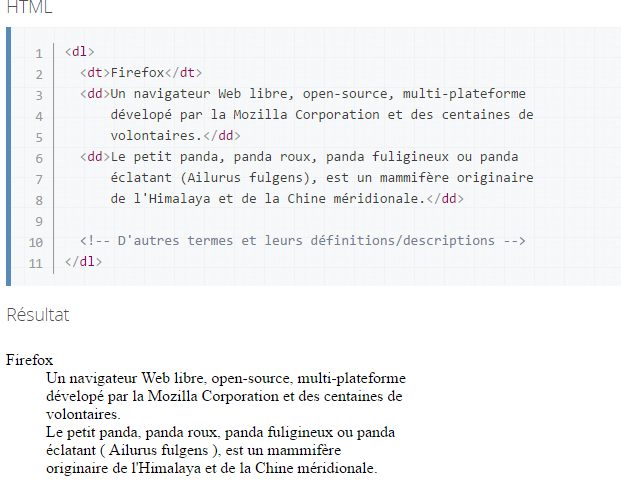 HTML
1 <dl>
2 <dt>Firefox</dt>
3 <dd>Un navigateur Web libre, open-source, multi-plateforme
4 dévelopé par la Mozilla Corporation et des centaines de
5 volontaires.</dd>
6 <dd>Le petit panda, panda roux, panda fuligineux ou panda
7 éclatant (Ailurus fulgens), est un mammifère originaire
8 de l'Himalaya et de la Chine méridionale.</dd>
9
10 <!-- D'autres termes et leurs définitions/descriptions -->
11 </dl>
Résultat
Firefox
Un navigateur Web libre, open-source, multi-plateforme
dévelopé par la Mozilla Corporation et des centaines de
volontaires.
Le petit panda, panda roux, panda fuligineux ou panda
éclatant ( Ailurus fulgens ), est un mammifère
originaire de l'Himalaya et de la Chine méridionale.